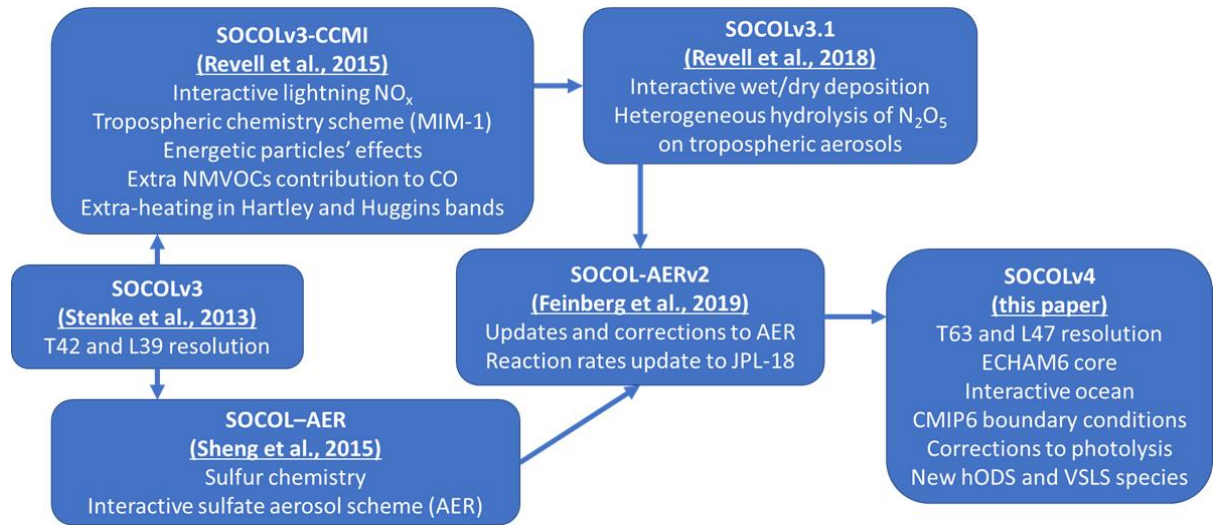 SOCOLv3-CCMI
(Revell et al., 2015)
Interactive lightning NOₓ
Tropospheric chemistry scheme (MIM-1)
Energetic particles’ effects
Extra NMVOCs contribution to CO
Extra-heating in Hartley and Huggins bands
SOCOLv3.1
(Revell et al., 2018)
Interactive wet/dry deposition
Heterogeneous hydrolysis of N₂O₅
on tropospheric aerosols
SOCOLv3
(Stenke et al., 2013)
T42 and L39 resolution
SOCOL-AERv2
(Feinberg et al., 2019)
Updates and corrections to AER
Reaction rates update to JPL-18
SOCOLv4
(this paper)
T63 and L47 resolution
ECHAM6 core
Interactive ocean
CMIP6 boundary conditions
Corrections to photolysis
New hODS and VSLS species
SOCOL–AER
(Sheng et al., 2015)
Sulfur chemistry
Interactive sulfate aerosol scheme (AER)